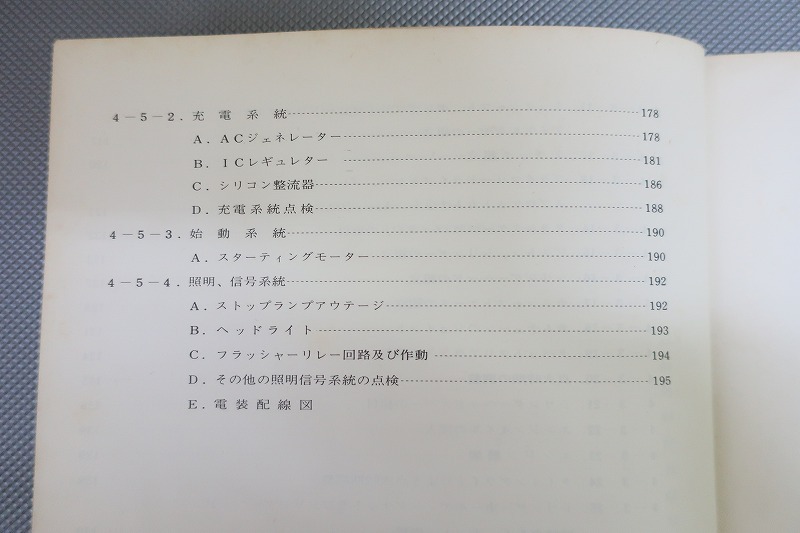 4－5－2．充電系統 178
A．ACジェネレーター 178
B．ICレギュレター 181
C．シリコン整流器 186
D．充電系統点検 188
4－5－3．始動系統 190
A．スターティングモーター 190
4－5－4．照明、信号系統 192
A．ストップランプアウテージ 192
B．ヘッドライト 193
C．フラッシャーリレー回路及び作動 194
D．その他の照明信号系統の点検 195
E．電装配線図